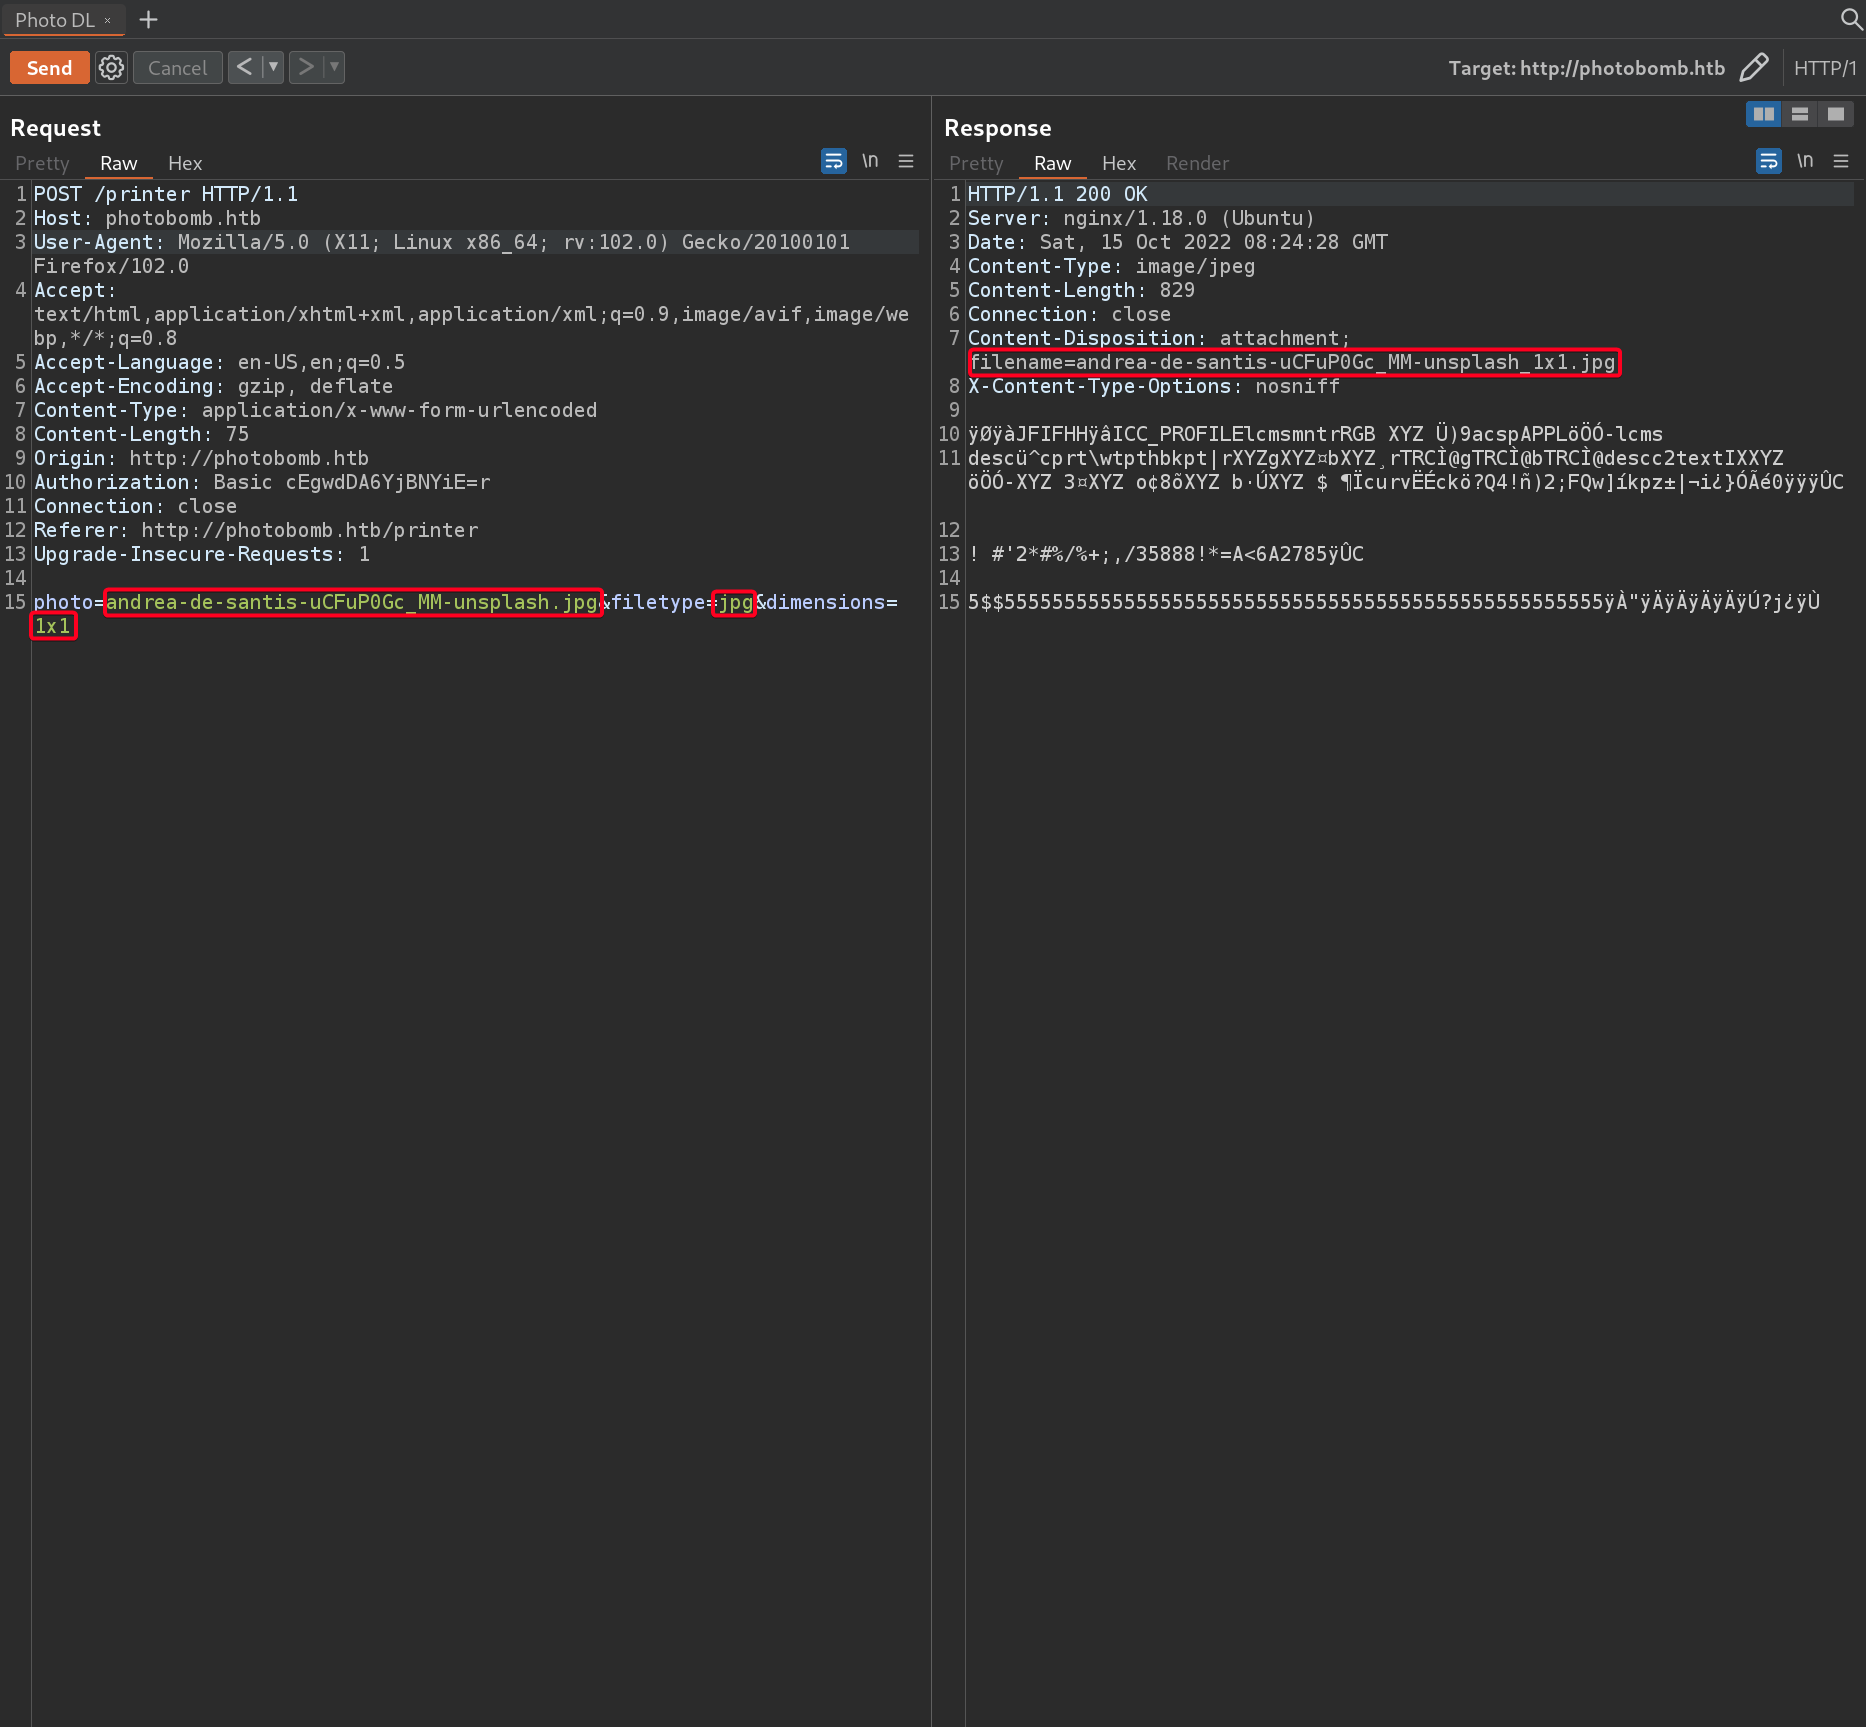 Photo DL × +
Send Cancel < ▼ > ▼ Target: http://photobomb.htb HTTP/1
Request
Pretty Raw Hex \n
1 POST /printer HTTP/1.1
2 Host: photobomb.htb
3 User-Agent: Mozilla/5.0 (X11; Linux x86_64; rv:102.0) Gecko/20100101
Firefox/102.0
4 Accept:
text/html,application/xhtml+xml,application/xml;q=0.9,image/avif,image/we
bp,*/*;q=0.8
5 Accept-Language: en-US,en;q=0.5
6 Accept-Encoding: gzip, deflate
7 Content-Type: application/x-www-form-urlencoded
8 Content-Length: 75
9 Origin: http://photobomb.htb
10 Authorization: Basic cEgwdDA6YjBNYiE=r
11 Connection: close
12 Referer: http://photobomb.htb/printer
13 Upgrade-Insecure-Requests: 1
14
15 photo=andrea-de-santis-uCFuP0Gc_MM-unsplash.jpg&filetype=jpg&dimensions=
1x1
Response
Pretty Raw Hex Render \n
1 HTTP/1.1 200 OK
2 Server: nginx/1.18.0 (Ubuntu)
3 Date: Sat, 15 Oct 2022 08:24:28 GMT
4 Content-Type: image/jpeg
5 Content-Length: 829
6 Connection: close
7 Content-Disposition: attachment;
filename=andrea-de-santis-uCFuP0Gc_MM-unsplash_1x1.jpg
8 X-Content-Type-Options: nosniff
9
10 ÿØÿàJFIFHHÿâICC_PROFILElcmsmntrRGB XYZ Ü)9acspAPPLöÖÓ-lcms
11 descü^cprt\wtpthbkpt|rXYZgXYZ¤bXYZ¸rTRCÌ@gTRCÌ@bTRCÌ@descc2textIXXYZ
öÖÓ-XYZ 3¤XYZ o¢8õXYZ b·ÚXYZ $ ¶ÏcurvËÉckö?Q4!ñ)2;FQw]íkpz±|¬i¿}ÓÃé0ÿÿÿÛC
12
13 ! #'2*#%/%+;,/35888!*=A<6A2785ÿÛC
14
15 5$$55555555555555555555555555555555555555555555555555ÿÀ"ÿÄÿÄÿÄÿÄÿÚ?j¿ÿÙ